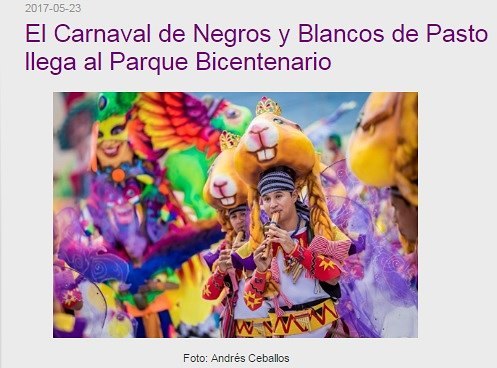 2017-05-23
El Carnaval de Negros y Blancos de Pasto
llega al Parque Bicentenario
Foto: Andrés Ceballos